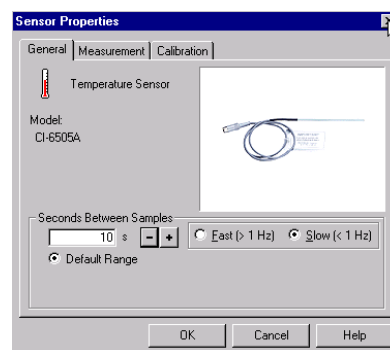 Sensor Properties
General Measurement Calibration
Temperature Sensor
Model:
CI-6505A
Seconds Between Samples
10 s - + Fast (> 1 Hz) Slow (< 1 Hz)
Default Range
OK Cancel Help